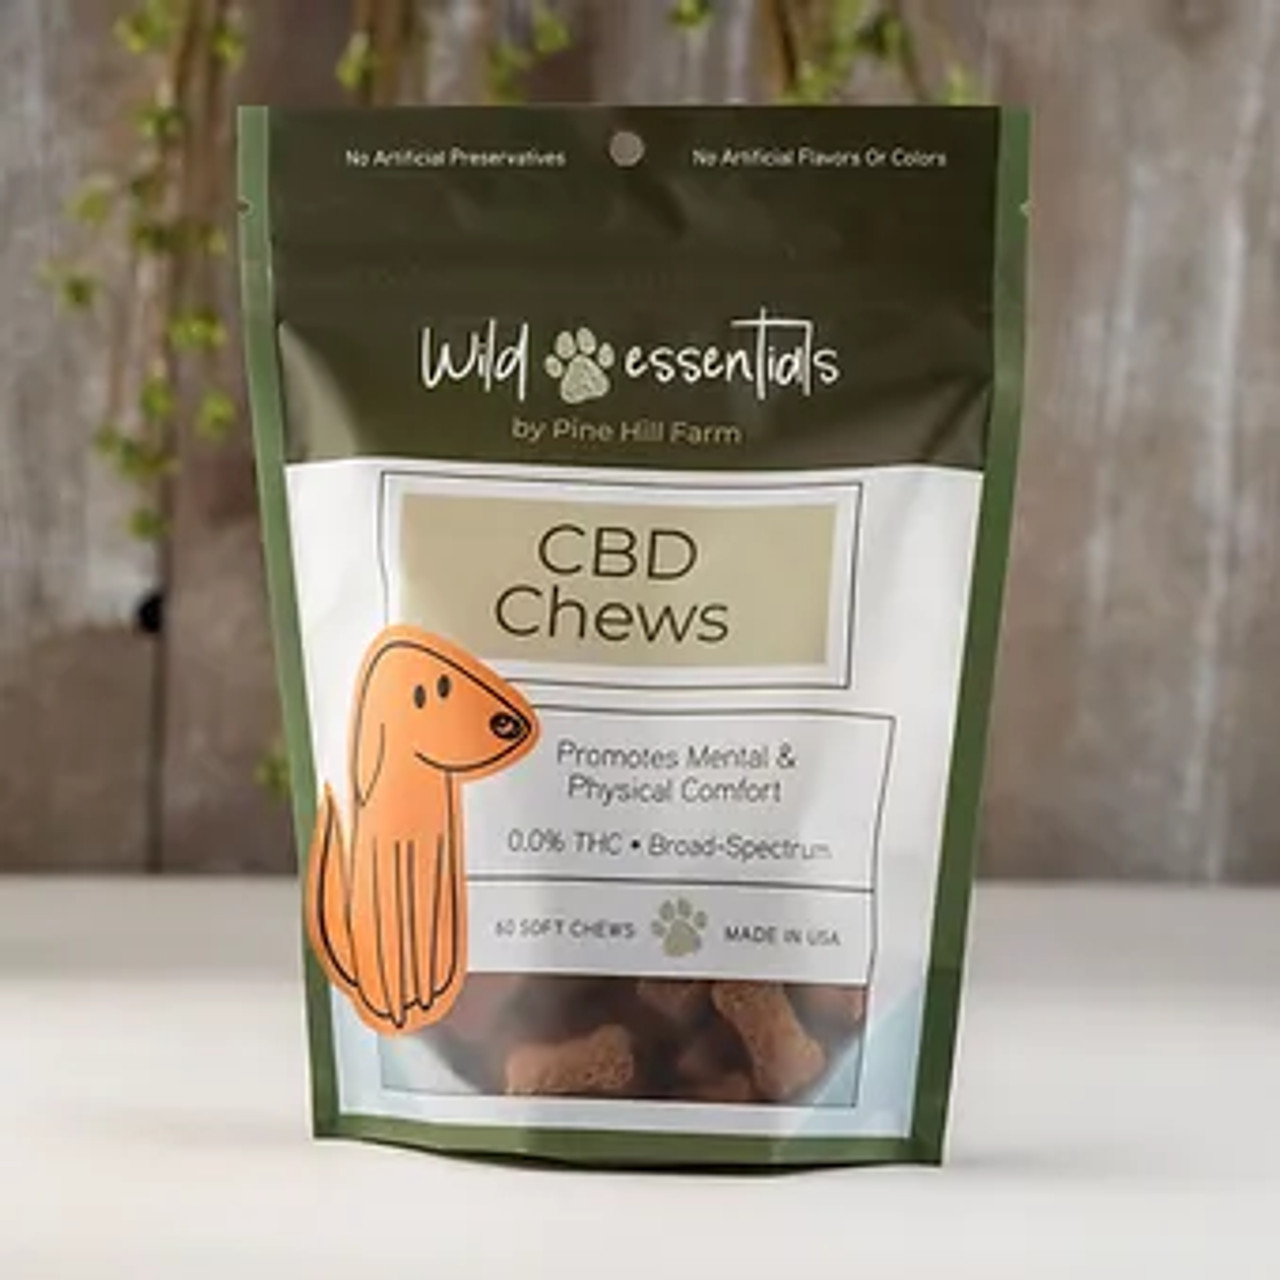 No Artificial Preservatives
No Artificial Flavors Or Colors
Wild essentials
by Pine Hill Farm
CBD
Chews
Promotes Mental &
Physical Comfort
0.0% THC • Broad-Spectrum
60 SOFT CHEWS
MADE IN USA